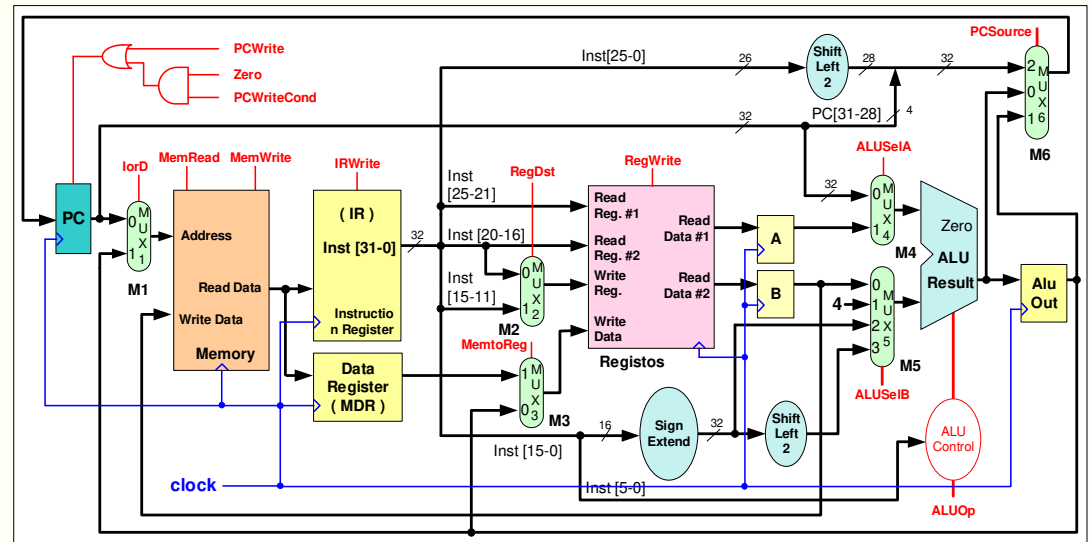 PCWrite
Zero
PCWriteCond
PCSource
Inst[25-0]
26
Shift
Left
2
28
32
2
0
1
M
U
X
6
M6
PC[31-28]
4
32
IorD
MemRead
MemWrite
IRWrite
RegDst
RegWrite
ALUSelA
PC
0
1
M
U
X
1
M1
Address
Read Data
Write Data
Memory
( IR )
Inst [31-0]
Instructio
n Register
32
Data
Register
( MDR )
Inst
[25-21]
Inst [20-16]
Inst
[15-11]
0
1
M
U
X
2
M2
MemtoReg
1
0
M
U
X
3
M3
Read
Reg. #1
Read
Reg. #2
Write
Reg.
Write
Data
Read
Data #1
Read
Data #2
Registos
A
B
32
0
1
M
U
X
4
M4
0
4
1
2
3
M
U
X
5
M5
ALUSelB
Zero
ALU
Result
Alu
Out
Inst [15-0]
16
Sign
Extend
32
Shift
Left
2
ALU
Control
ALUOp
clock
Inst [5-0]